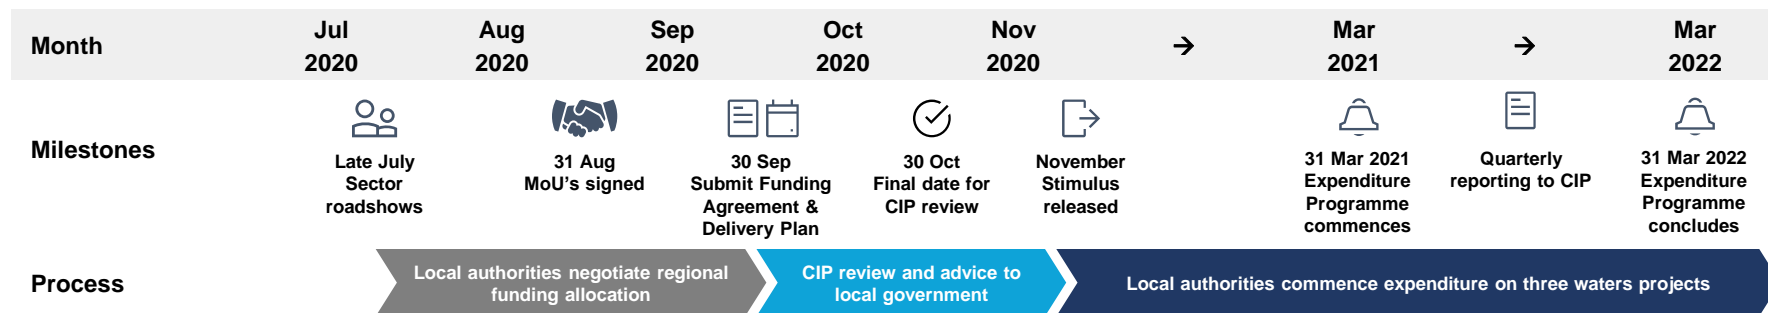 Month
Jul
2020
Aug
2020
Sep
2020
Oct
2020
Nov
2020
→
Mar
2021
→
Mar
2022
Milestones
Late July
Sector
roadshows
31 Aug
MoU's signed
30 Sep
Submit Funding
Agreement &
Delivery Plan
30 Oct
Final date for
CIP review
November
Stimulus
released
31 Mar 2021
Expenditure
Programme
commences
Quarterly
reporting to CIP
31 Mar 2022
Expenditure
Programme
concludes
Process
Local authorities negotiate regional
funding allocation
CIP review and advice to
local government
Local authorities commence expenditure on three waters projects